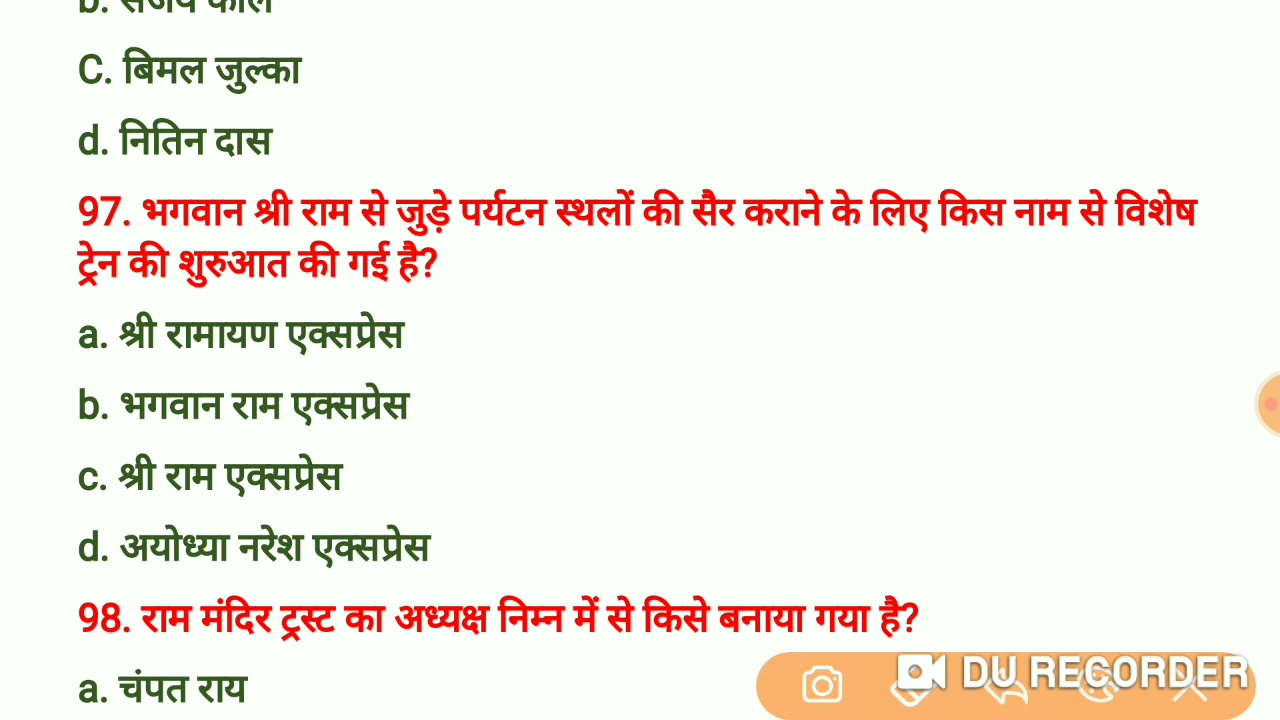 b. संजय कोल
C. बिमल जुल्का
d. नितिन दास
97. भगवान श्री राम से जुड़े पर्यटन स्थलों की सैर कराने के लिए किस नाम से विशेष
ट्रेन की शुरुआत की गई है?
a. श्री रामायण एक्सप्रेस
b. भगवान राम एक्सप्रेस
c. श्री राम एक्सप्रेस
d. अयोध्या नरेश एक्सप्रेस
98. राम मंदिर ट्रस्ट का अध्यक्ष निम्न में से किसे बनाया गया है?
a. चंपत राय
DU RECORDER